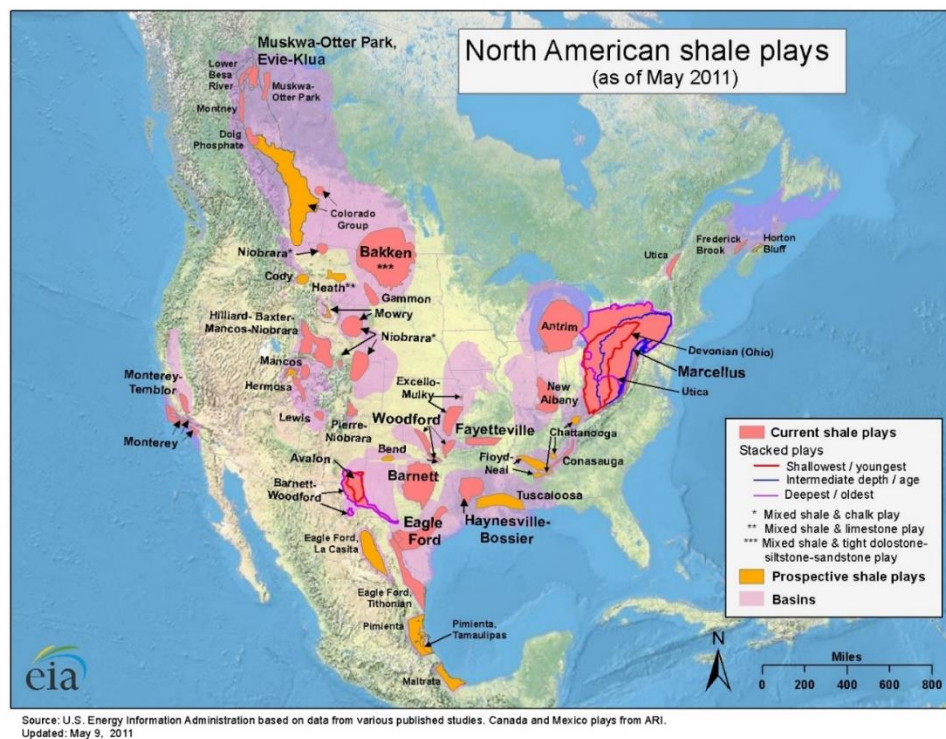 North American shale plays
(as of May 2011)
Muskwa-Otter Park,
Evie-Klua
Lower
Besa
River
Muskwa-
Otter Park
Montney
Doig
Phosphate
Colorado
Group
Niobrara*
Bakken
***
Cody
Heath**
Gammon
Mowry
Hilliard- Baxter-
Mancos-Niobrara
Niobrara*
Mancos
Hermosa
Monterey-
Temblor
Monterey
Lewis
Pierre-
Niobrara
Excello-
Mulky
Woodford
Fayetteville
Bend
Avalon
Barnett-
Woodford
Barnett
Eagle
Ford
Haynesville-
Bossier
Eagle Ford,
La Casita
Eagle Ford,
Tithonian
Pimienta
Pimienta,
Tamaulipas
Maltrata
Antrim
New
Albany
Chattanooga
Floyd-
Neal
Conasauga
Tuscaloosa
Devonian (Ohio)
Marcellus
Utica
Utica
Frederick
Brook
Horton
Bluff
Current shale plays
Stacked plays
Shallowest / youngest
Intermediate depth / age
Deepest / oldest
* Mixed shale & chalk play
** Mixed shale & limestone play
*** Mixed shale & tight dolostone-
siltstone-sandstone play
Prospective shale plays
Basins
N
Miles
0 200 400 600 800
eia
Source: U.S. Energy Information Administration based on data from various published studies. Canada and Mexico plays from ARI.
Updated: May 9, 2011